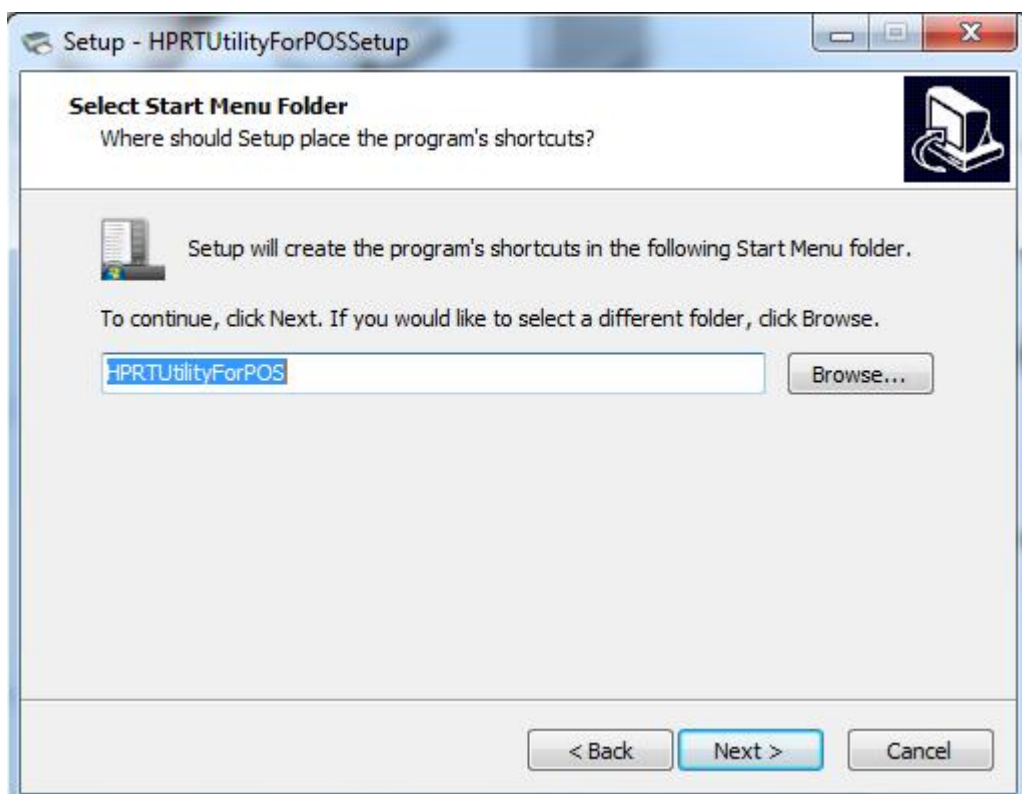 Setup - HPRTUtilityForPOSSetup
Select Start Menu Folder
Where should Setup place the program's shortcuts?
Setup will create the program's shortcuts in the following Start Menu folder.
To continue, click Next. If you would like to select a different folder, click Browse.
HPRTUtilityForPOS
Browse...
< Back
Next >
Cancel